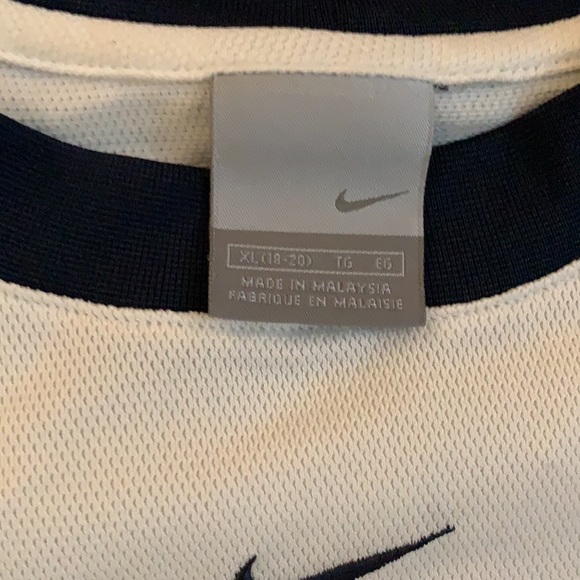 XL(18-20) TG EG
MADE IN MALAYSIA
FABRIQUE EN MALAISIE